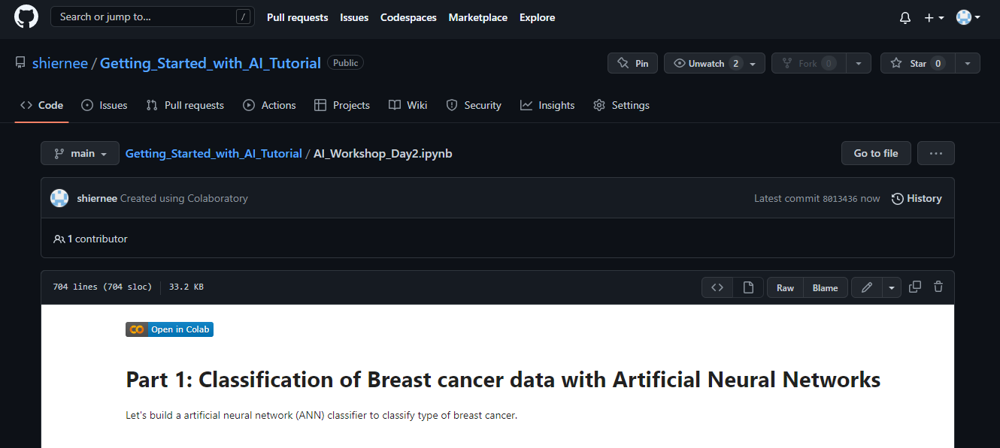 Search or jump to... / Pull requests Issues Codespaces Marketplace Explore
shiernee / Getting_Started_with_AI_Tutorial Public Pin Unwatch 2 Fork 0 Star 0
Code Issues Pull requests Actions Projects Wiki Security Insights Settings
main Getting_Started_with_AI_Tutorial / AI_Workshop_Day2.ipynb Go to file ...
shiernee Created using Colaboratory Latest commit 8013436 now History
1 contributor
704 lines (704 sloc) 33.2 KB <> Raw Blame
Open in Colab
Part 1: Classification of Breast cancer data with Artificial Neural Networks
Let's build a artificial neural network (ANN) classifier to classify type of breast cancer.